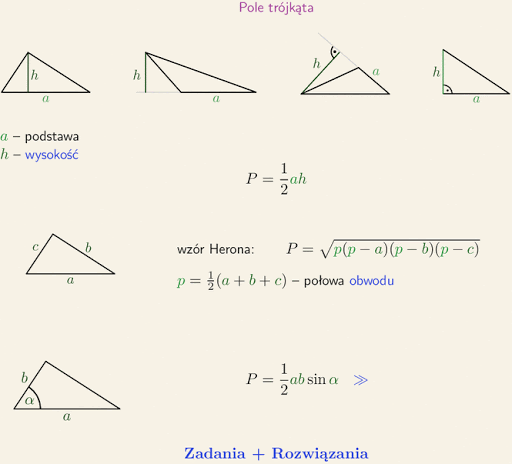 Pole trójkąta
h
a
h
a
h
a
h
a
a – podstawa
h – wysokość
P = 1/2 ah
c
b
a
wzór Herona: P = √p(p − a)(p − b)(p − c)
p = 1/2(a + b + c) – połowa obwodu
b
α
a
P = 1/2 ab sin α ≫
Zadania + Rozwiązania